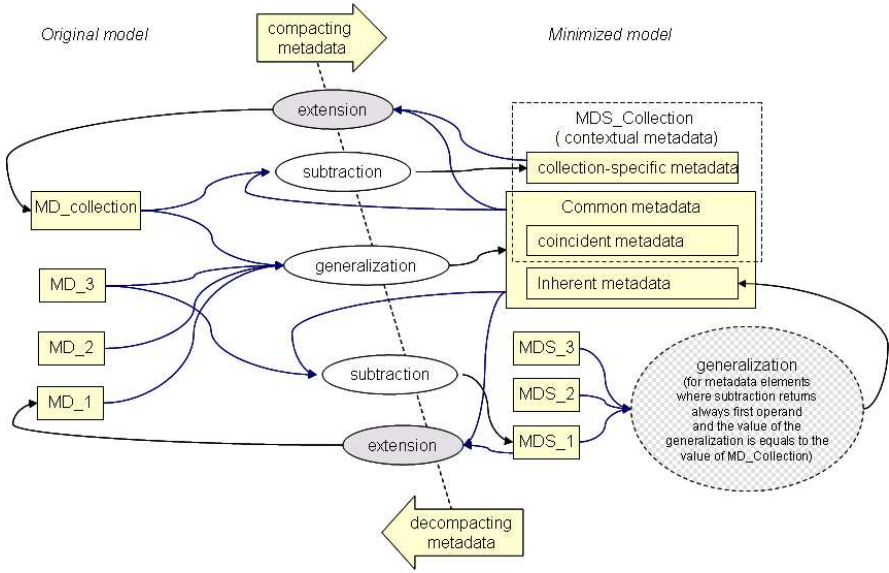 compacting
metadata
Original model
Minimized model
extension
MDS_Collection
( contextual metadata)
subtraction
collection-specific metadata
MD_collection
Common metadata
coincident metadata
generalization
MD_3
Inherent metadata
MD_2
MDS_3
generalization
(for metadata elements
where subtraction returns
always first operand
and the value of the
generalization is equals to the
value of MD_Collection)
subtraction
MDS_2
MD_1
MDS_1
extension
decompacting
metadata